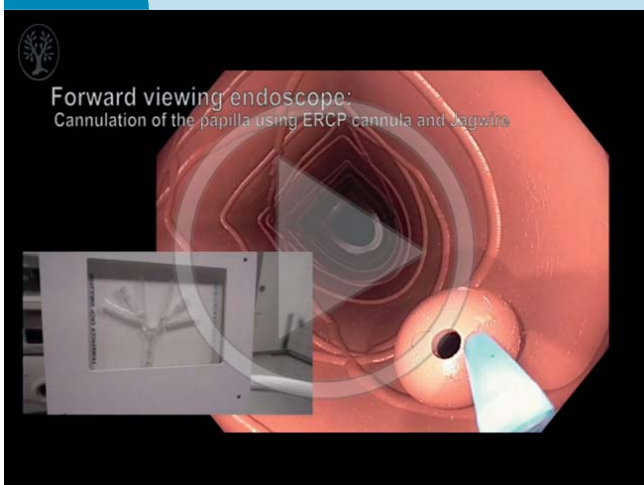 Forward viewing endoscope:
Cannulation of the papilla using ERCP cannula and Jagwire